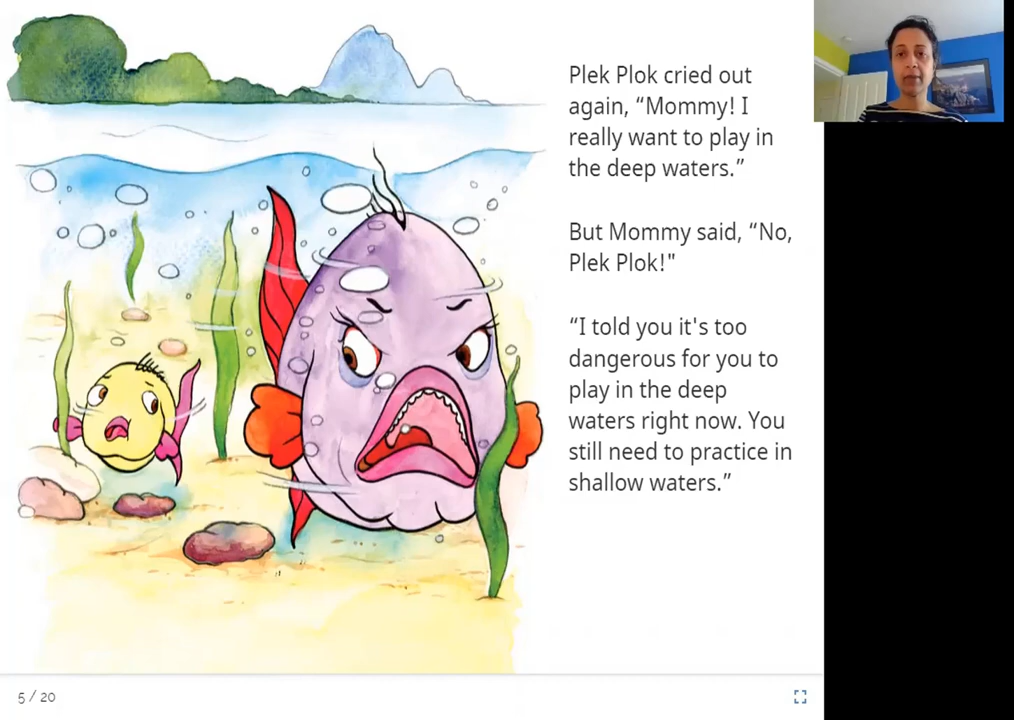 Plek Plok cried out
again, “Mommy! I
really want to play in
the deep waters.”
But Mommy said, “No,
Plek Plok!"
“I told you it's too
dangerous for you to
play in the deep
waters right now. You
still need to practice in
shallow waters.”
5 / 20